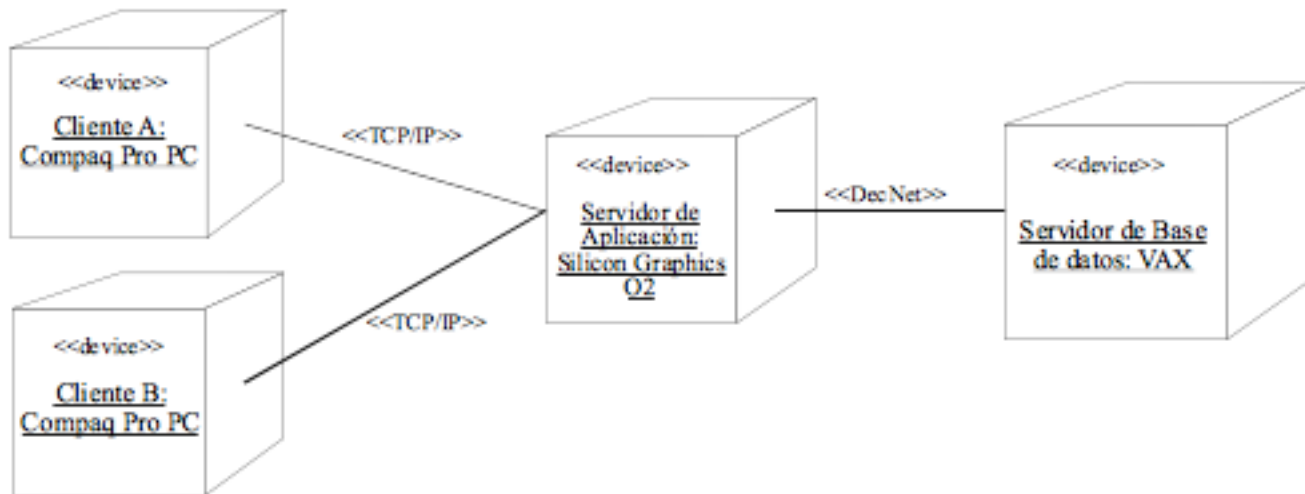 <<device>>
Cliente A:
Compaq Pro PC
<<TCP/IP>>
<<device>>
Servidor de
Aplicación:
Silicon Graphics
O2
<<DecNet>>
<<device>>
Servidor de Base
de datos: VAX
<<device>>
Cliente B:
Compaq Pro PC
<<TCP/IP>>